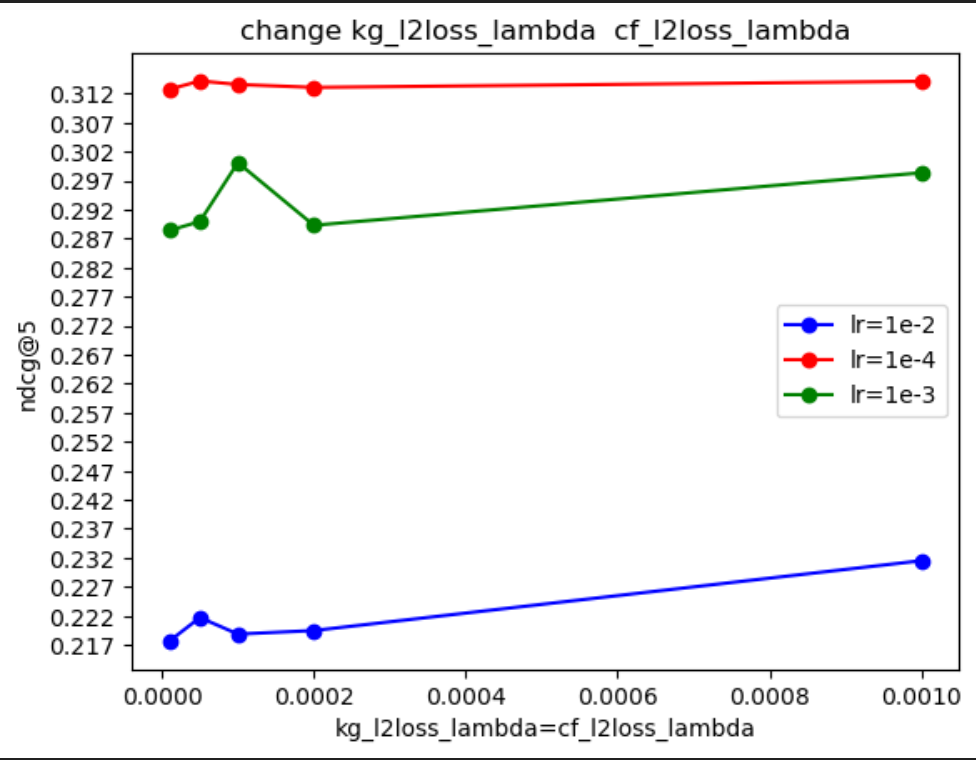 change kg_l2loss_lambda  cf_l2loss_lambda
0.312
0.307
0.302
0.297
0.292
0.287
0.282
0.277
0.272
0.267
0.262
0.257
0.252
0.247
0.242
0.237
0.232
0.227
0.222
0.217
ndcg@5
lr=1e-2
lr=1e-4
lr=1e-3
0.0000 0.0002 0.0004 0.0006 0.0008 0.0010
kg_l2loss_lambda=cf_l2loss_lambda